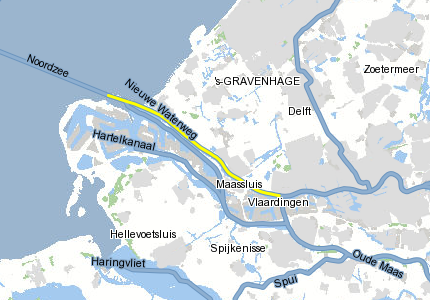 Noordzee
Nieuwe Waterweg
's-GRAVENHAGE
Zoetermeer
Delft
Hartelkanaal
Maassluis
Vlaardingen
Hellevoetsluis
Spijkenisse
Oude Maas
Haringvliet
Spui